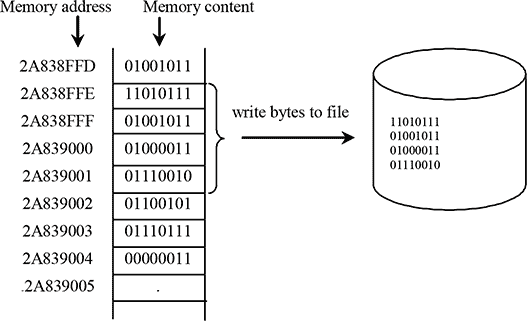 Memory address Memory content
2A838FFD 01001011
2A838FFE 11010111
2A838FFF 01001011
2A839000 01000011
2A839001 01110010
2A839002 01100101
2A839003 01110111
2A839004 00000011
.2A839005 .
write bytes to file
11010111
01001011
01000011
01110010